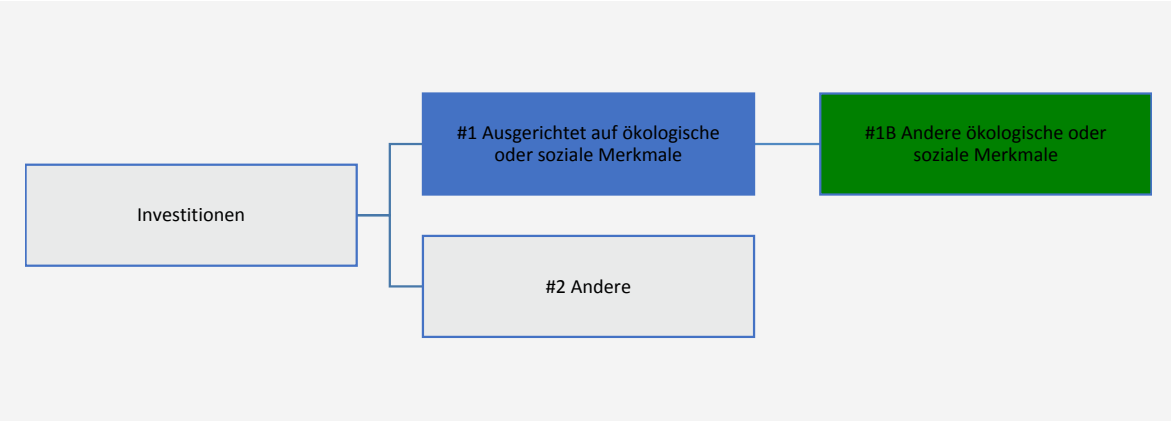 #1 Ausgerichtet auf ökologische
oder soziale Merkmale
#1B Andere ökologische oder
soziale Merkmale
Investitionen
#2 Andere